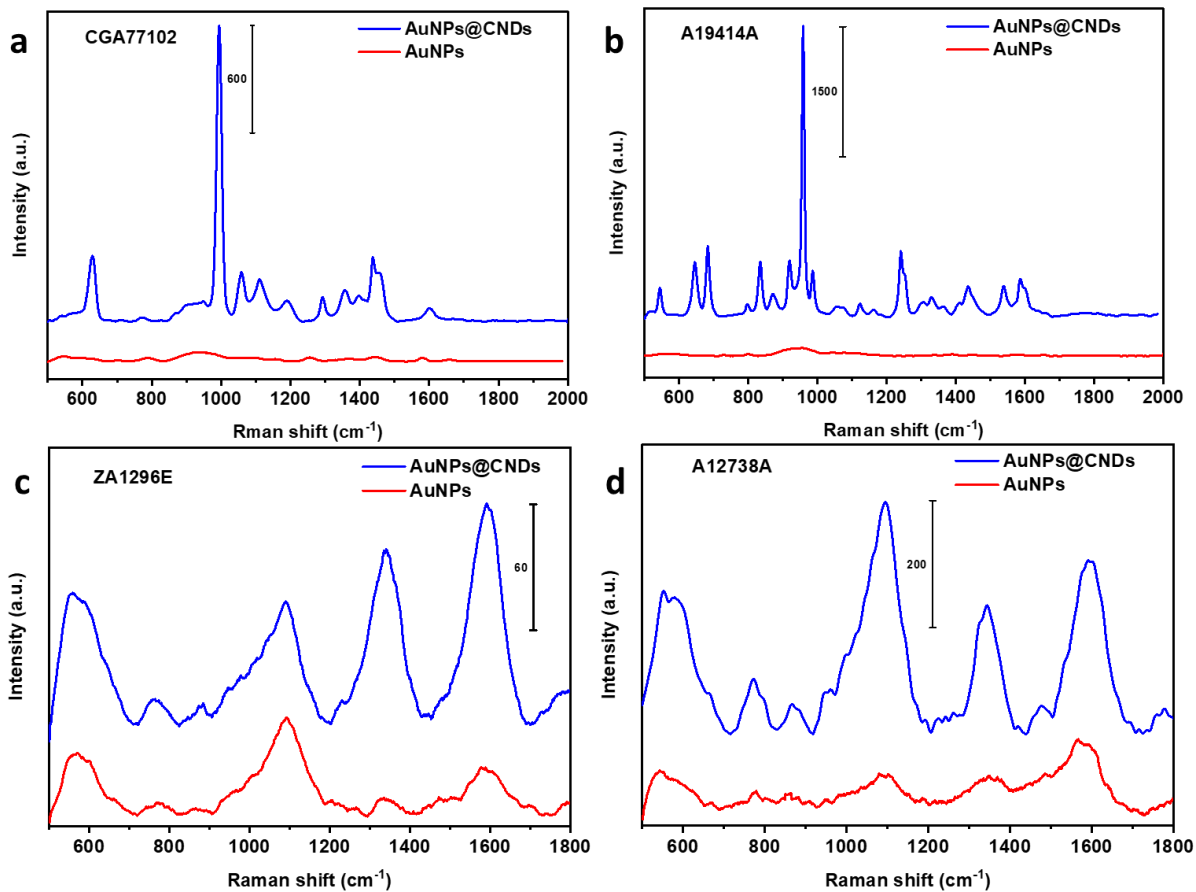 a
CGA77102
AuNPs@CNDs
AuNPs
600
Intensity (a.u.)
600 800 1000 1200 1400 1600 1800 2000
Rman shift (cm⁻¹)
b
A19414A
AuNPs@CNDs
AuNPs
1500
Intensity (a.u.)
600 800 1000 1200 1400 1600 1800 2000
Raman shift (cm⁻¹)
c
ZA1296E
AuNPs@CNDs
AuNPs
60
Intensity (a.u.)
600 800 1000 1200 1400 1600 1800
Raman shift (cm⁻¹)
d
A12738A
AuNPs@CNDs
AuNPs
200
Intensity (a.u.)
600 800 1000 1200 1400 1600 1800
Raman shift (cm⁻¹)